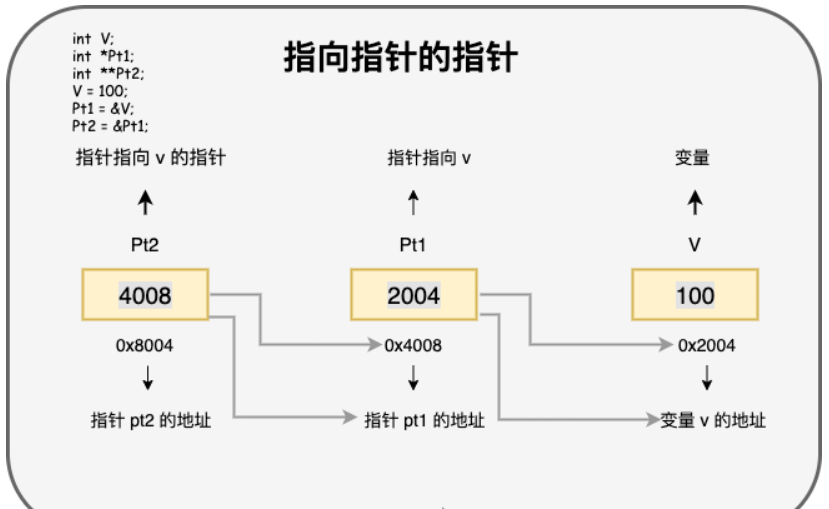 int V;
int *Pt1;
int **Pt2;
V = 100;
Pt1 = &V;
Pt2 = &Pt1;
指向指针的指针
指针指向 v 的指针
指针指向 v
变量
Pt2
Pt1
V
4008
2004
100
0x8004
0x4008
0x2004
指针 pt2 的地址
指针 pt1 的地址
变量 v 的地址